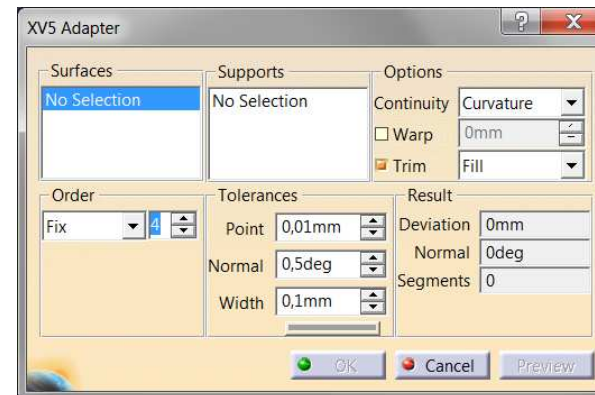 XV5 Adapter
Surfaces
No Selection
Supports
No Selection
Options
Continuity Curvature
Warp 0mm
Trim Fill
Order
Fix 4
Tolerances
Point 0,01mm
Normal 0,5deg
Width 0,1mm
Result
Deviation 0mm
Normal 0deg
Segments 0
OK Cancel Preview